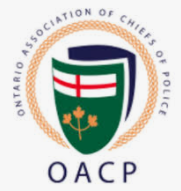 ONTARIO ASSOCIATION OF CHIEFS OF POLICE
OACP